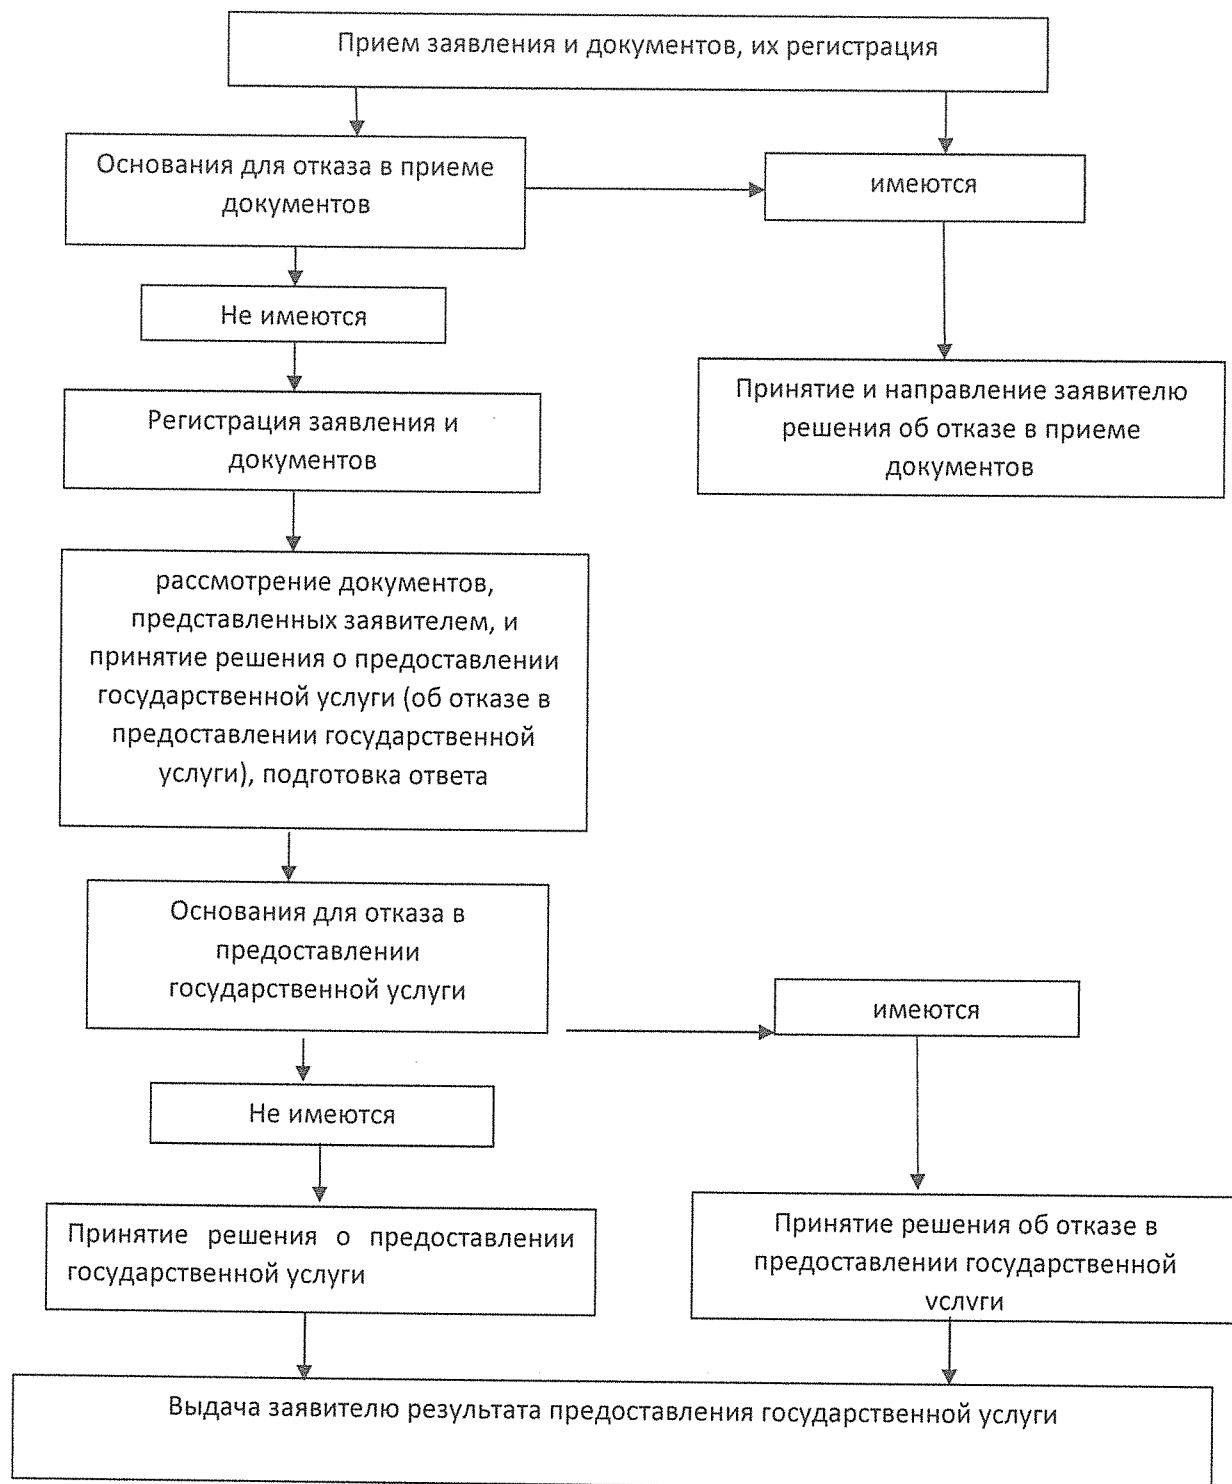 Прием заявления и документов, их регистрация
Основания для отказа в приеме
документов
имеются
Не имеются
Регистрация заявления и
документов
Принятие и направление заявителю
решения об отказе в приеме
документов
рассмотрение документов,
представленных заявителем, и
принятие решения о предоставлении
государственной услуги (об отказе в
предоставлении государственной
услуги), подготовка ответа
Основания для отказа в
предоставлении
государственной услуги
имеются
Не имеются
Принятие решения о предоставлении
государственной услуги
Принятие решения об отказе в
предоставлении государственной
услуги
Выдача заявителю результата предоставления государственной услуги